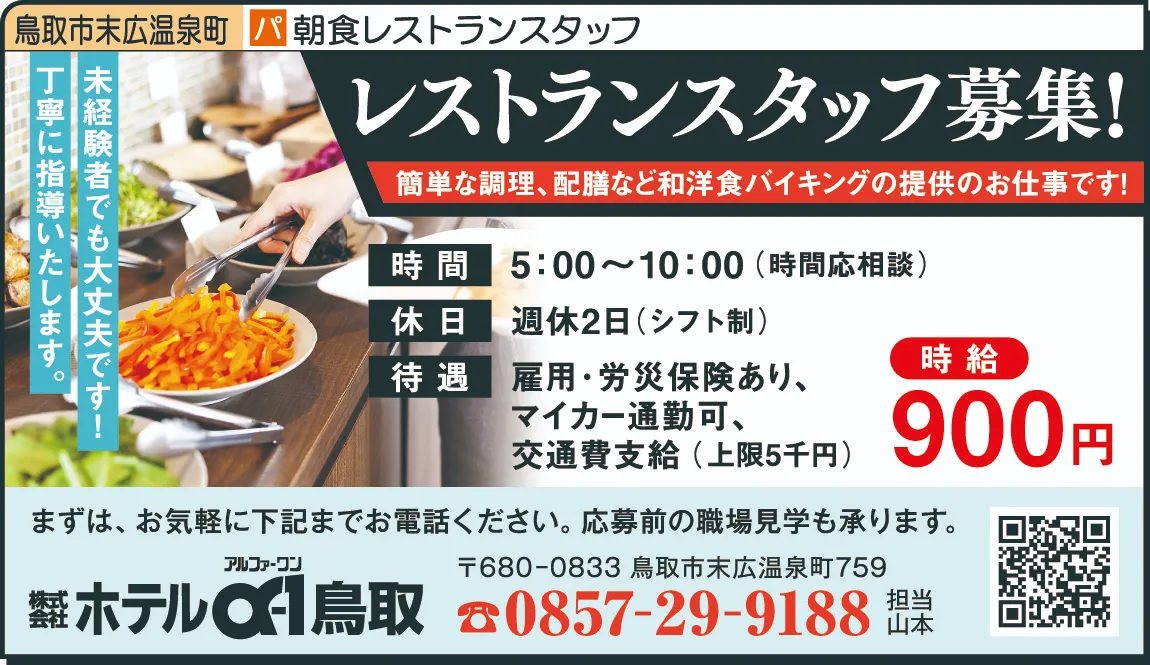 鳥取市末広温泉町
パ 朝食レストランスタッフ
未経験者でも大丈夫です!
丁寧に指導いたします。
レストランスタッフ募集!
簡単な調理、配膳など和洋食バイキングの提供のお仕事です!
時間 5:00〜10:00(時間応相談)
休日 週休2日(シフト制)
待遇 雇用・労災保険あり、
マイカー通勤可、
交通費支給(上限5千円)
時給
900円
まずは、お気軽に下記までお電話ください。応募前の職場見学も承ります。
アルファーワン
株式会社 ホテルα-1鳥取
〒680-0833 鳥取市末広温泉町759
☎0857-29-9188 担当 山本